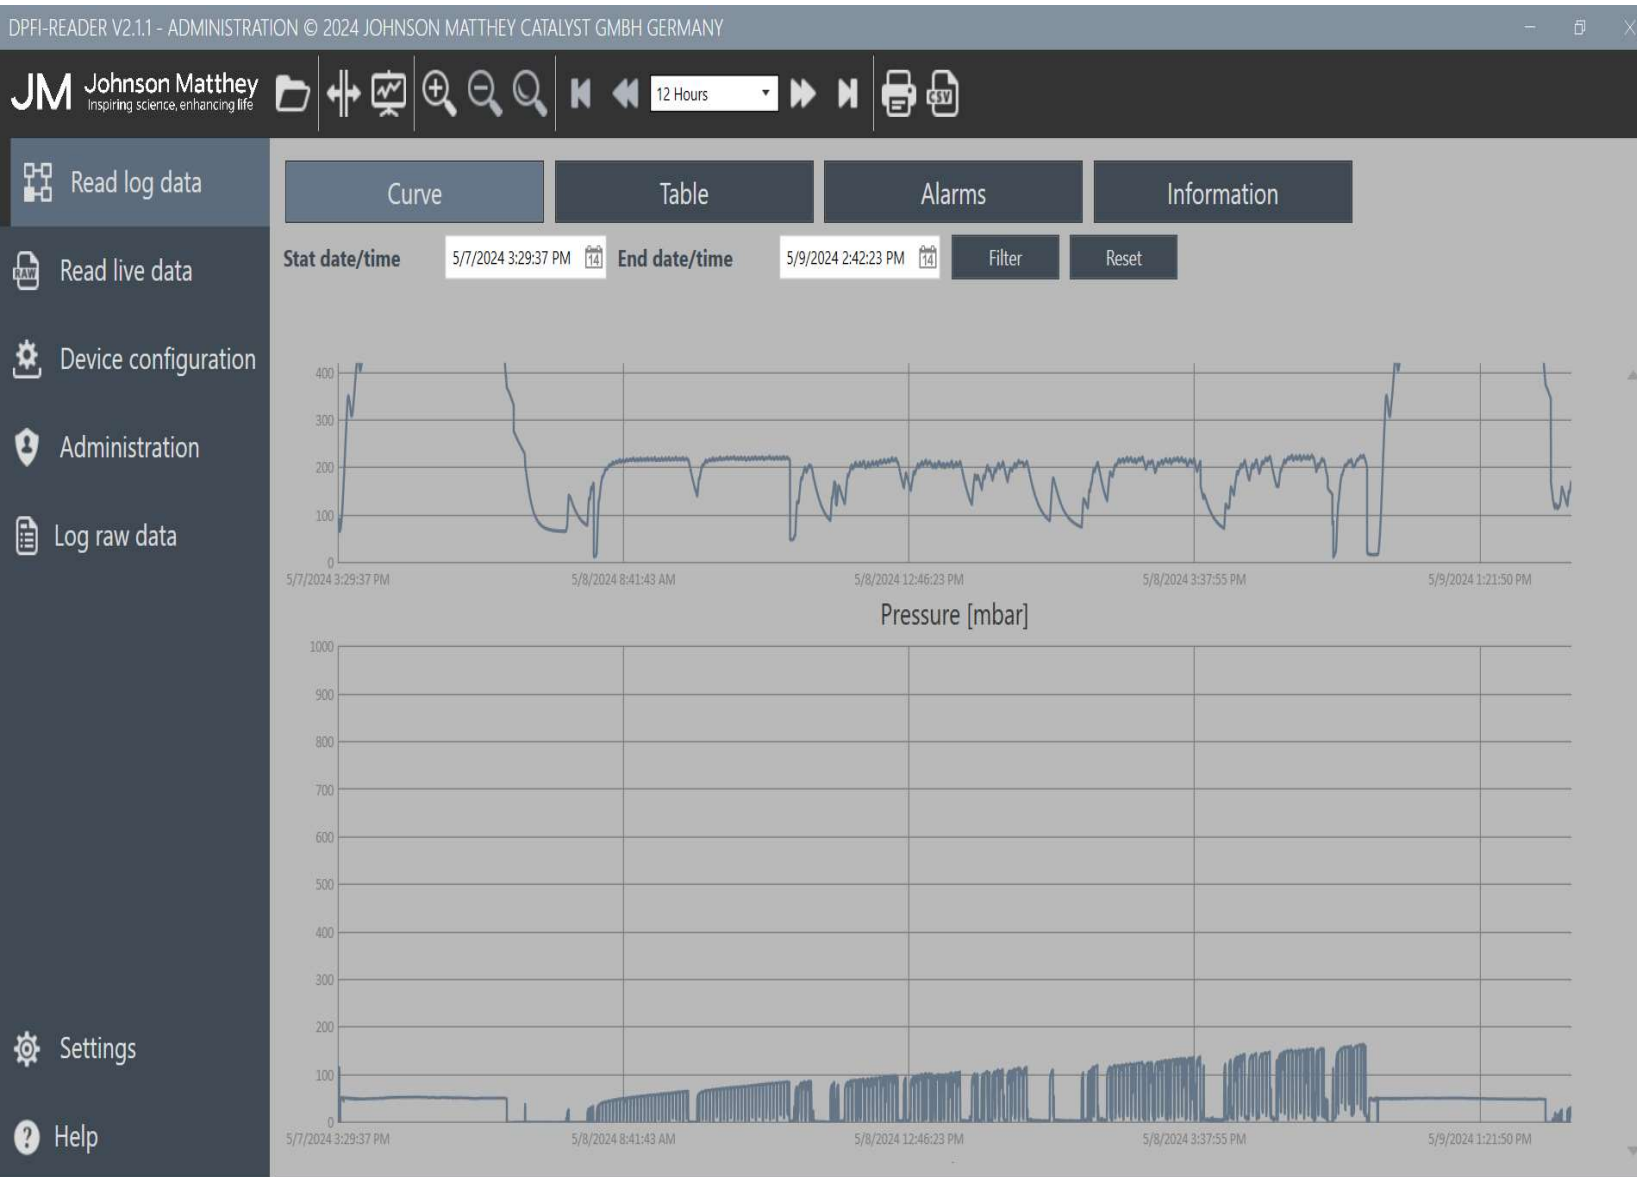 DPFI-READER V2.1.1 - ADMINISTRATION © 2024 JOHNSON MATTHEY CATALYST GMBH GERMANY
JM Johnson Matthey
Inspiring science, enhancing life
12 Hours
CSV
Read log data
RAW
Read live data
Device configuration
Administration
Log raw data
Settings
? Help
Curve
Table
Alarms
Information
Stat date/time
5/7/2024 3:29:37 PM
14
End date/time
5/9/2024 2:42:23 PM
14
Filter
Reset
400
300
200
100
0
5/7/2024 3:29:37 PM
5/8/2024 8:41:43 AM
5/8/2024 12:46:23 PM
5/8/2024 3:37:55 PM
5/9/2024 1:21:50 PM
Pressure [mbar]
1000
900
800
700
600
500
400
300
200
100
0
5/7/2024 3:29:37 PM
5/8/2024 8:41:43 AM
5/8/2024 12:46:23 PM
5/8/2024 3:37:55 PM
5/9/2024 1:21:50 PM